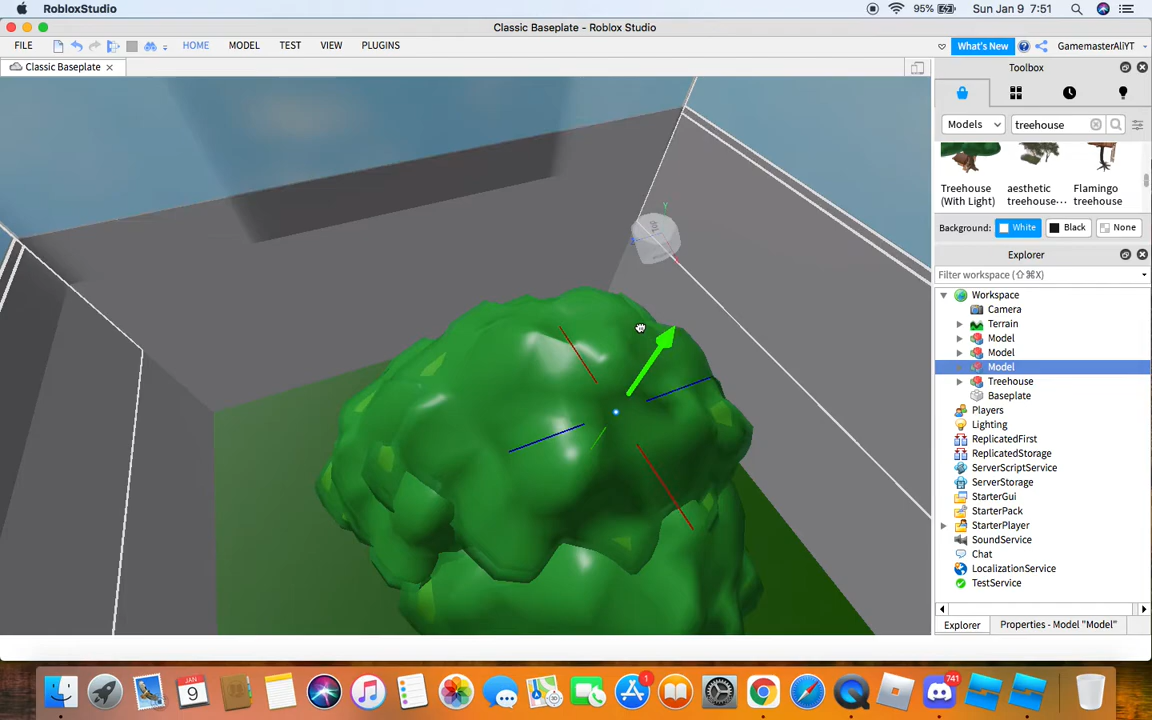 RobloxStudio
95%
Sun Jan 9 7:51
Classic Baseplate - Roblox Studio
FILE
HOME
MODEL
TEST
VIEW
PLUGINS
What's New
GamemasterAliYT
Classic Baseplate
Toolbox
Models
treehouse
Treehouse
(With Light)
aesthetic
treehouse…
Flamingo
treehouse
Background:
White
Black
None
Explorer
Filter workspace (⇧⌘X)
Workspace
Camera
Terrain
Model
Model
Model
Treehouse
Baseplate
Players
Lighting
ReplicatedFirst
ReplicatedStorage
ServerScriptService
ServerStorage
StarterGui
StarterPack
StarterPlayer
SoundService
Chat
LocalizationService
TestService
Explorer
Properties - Model "Model"
Y
JAN
9
1
741